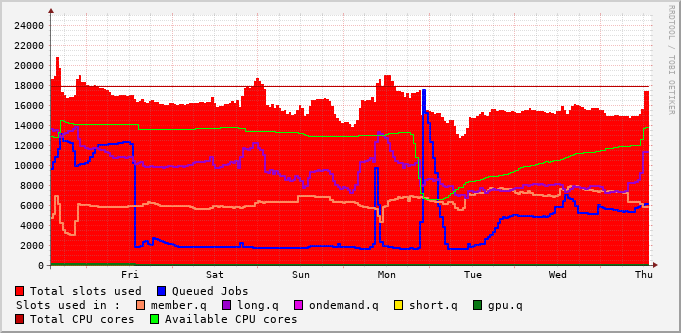 RRDTOOL / TOBI OETIKER
24000
22000
20000
18000
16000
14000
12000
10000
8000
6000
4000
2000
0
Fri Sat Sun Mon Tue Wed Thu
Total slots used Queued Jobs
Slots used in : member.q long.q ondemand.q short.q gpu.q
Total CPU cores Available CPU cores